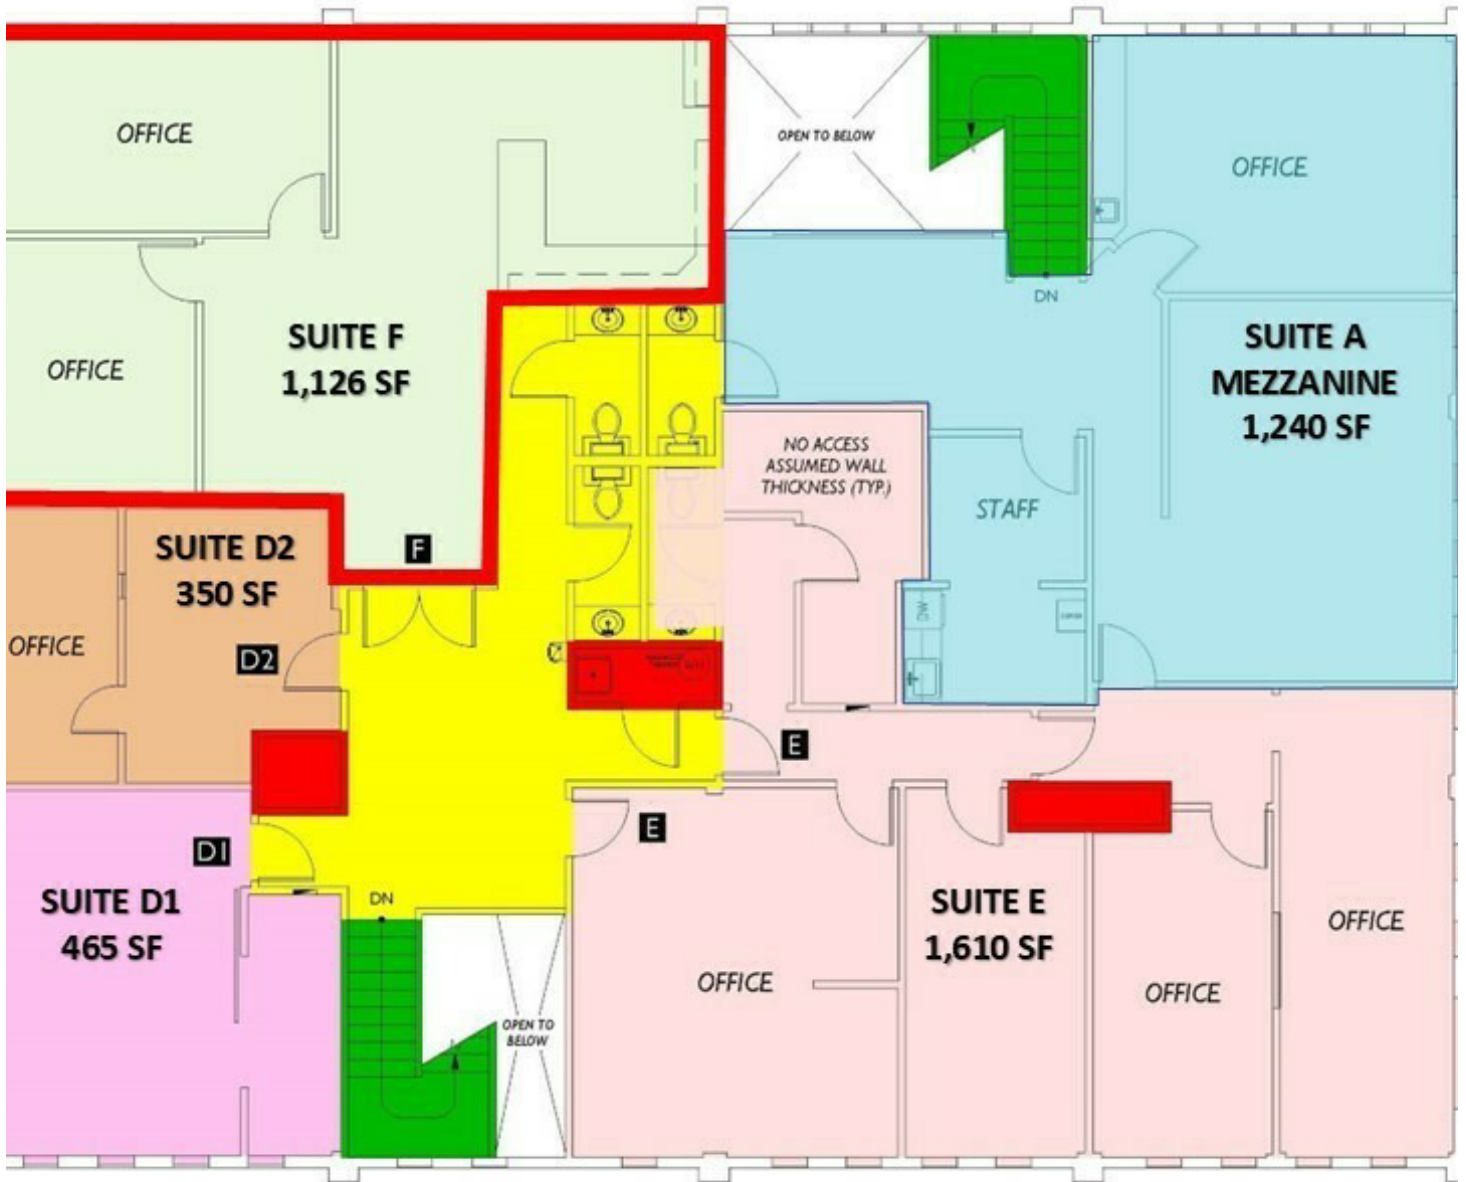 OFFICE
OPEN TO BELOW
OFFICE
DN
SUITE F
1,126 SF
OFFICE
SUITE A
MEZZANINE
1,240 SF
NO ACCESS
ASSUMED WALL
THICKNESS (TYP.)
STAFF
F
SUITE D2
350 SF
OFFICE
D2
DW
E
D1
E
SUITE D1
465 SF
DN
SUITE E
1,610 SF
OFFICE
OFFICE
OFFICE
OPEN TO
BELOW